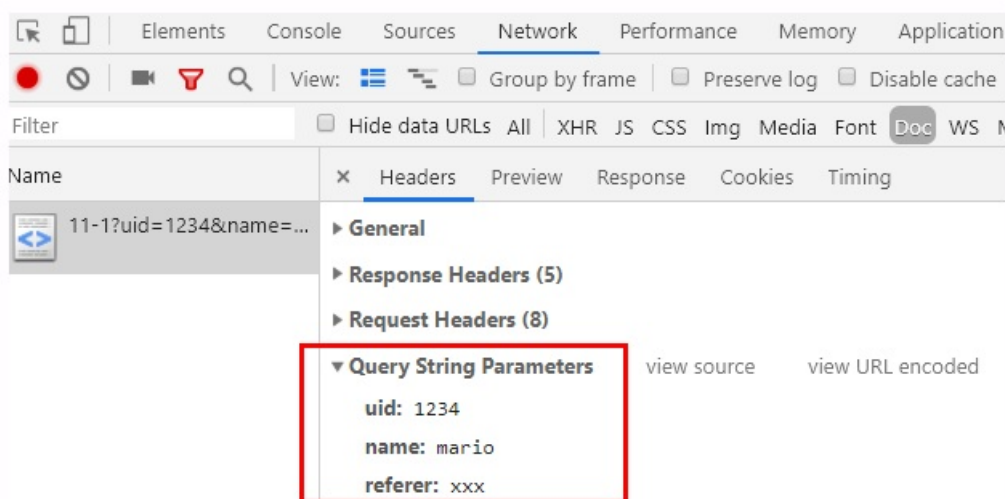 Elements Console Sources Network Performance Memory Application
View: Group by frame Preserve log Disable cache
Filter Hide data URLs All XHR JS CSS Img Media Font Doc WS
Name × Headers Preview Response Cookies Timing
11-1?uid=1234&name=...
▶ General
▶ Response Headers (5)
▶ Request Headers (8)
▼ Query String Parameters view source view URL encoded
uid: 1234
name: mario
referer: xxx